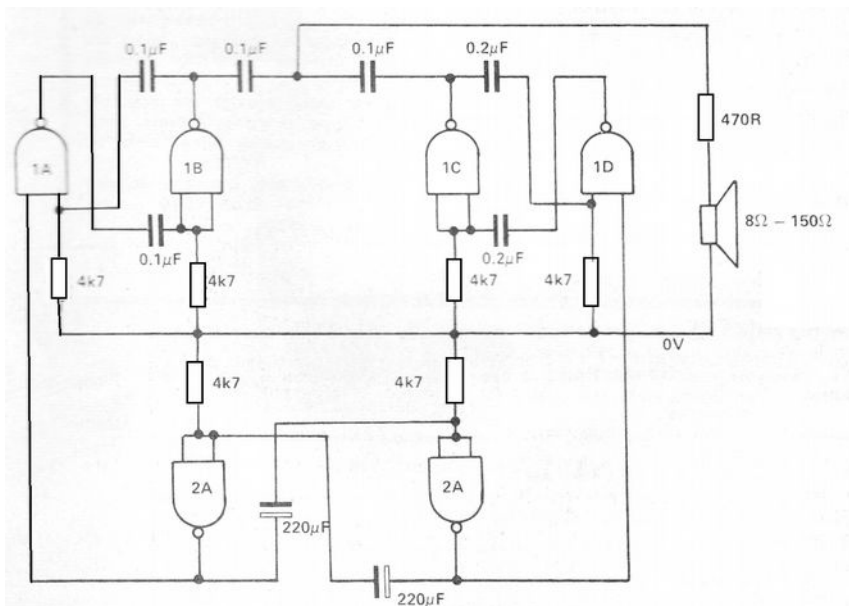 0.1µF
0.1µF
0.1µF
0.2µF
470R
1A
1B
1C
1D
8Ω – 150Ω
0.1µF
0.2µF
4k7
4k7
4k7
4k7
0V
4k7
4k7
2A
2A
220µF
220µF